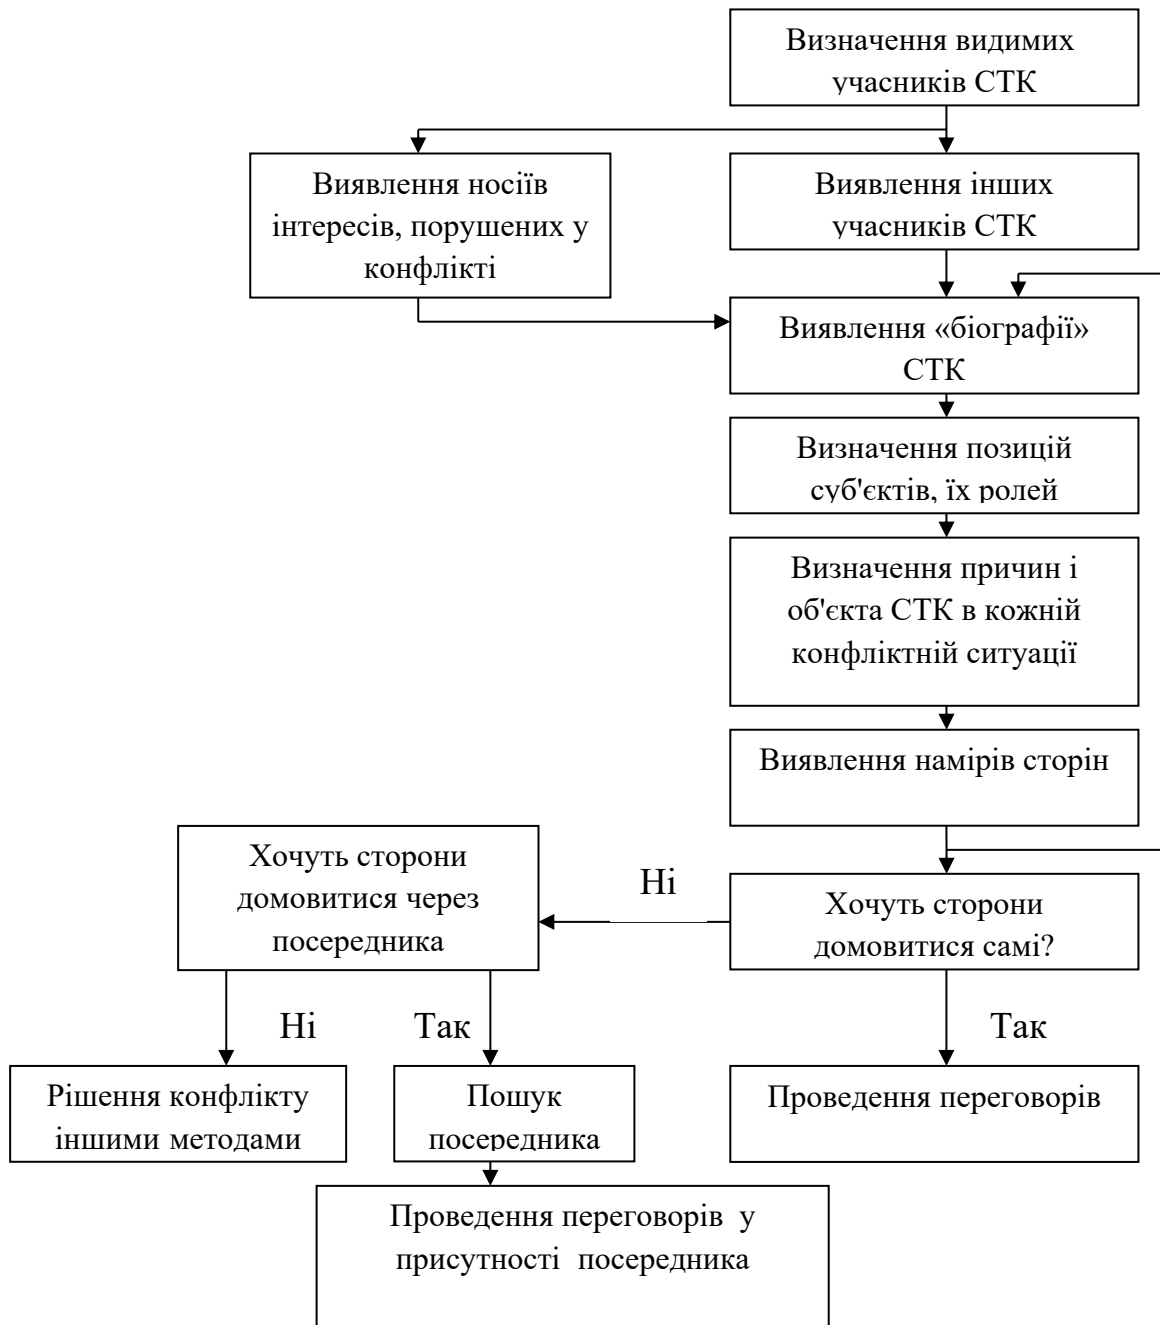 Визначення видимих
учасників СТК
Виявлення носіїв
інтересів, порушених у
конфлікті
Виявлення інших
учасників СТК
Виявлення «біографії»
СТК
Визначення позицій
суб'єктів, їх ролей
Визначення причин і
об'єкта СТК в кожній
конфліктній ситуації
Виявлення намірів сторін
Хочуть сторони
домовитися через
посередника
Ні
Хочуть сторони
домовитися самі?
Ні
Так
Так
Рішення конфлікту
іншими методами
Пошук
посередника
Проведення переговорів
Проведення переговорів у
присутності посередника